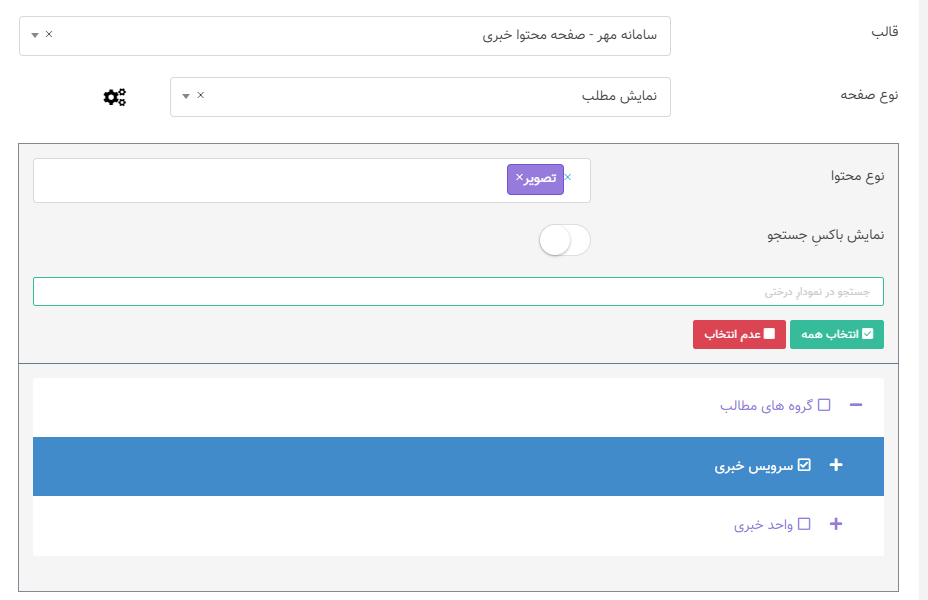 قالب
سامانه مهر - صفحه محتوا خبری ×
نوع صفحه
نمایش مطلب ×
نوع محتوا
× تصویر ×
نمایش باکسِ جستجو
جستجو در نمودارِ درختی
انتخاب همه
عدم انتخاب
گروه های مطالب
سرویس خبری
واحد خبری